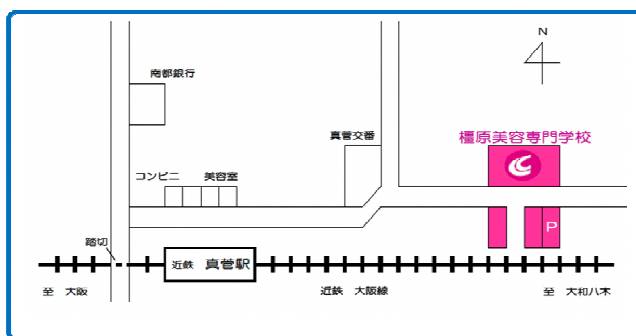 N
南都銀行
真菅交番
橿原美容専門学校
コンビニ 美容室
P
踏切
近鉄 真菅駅
至 大阪
近鉄 大阪線
至 大和八木